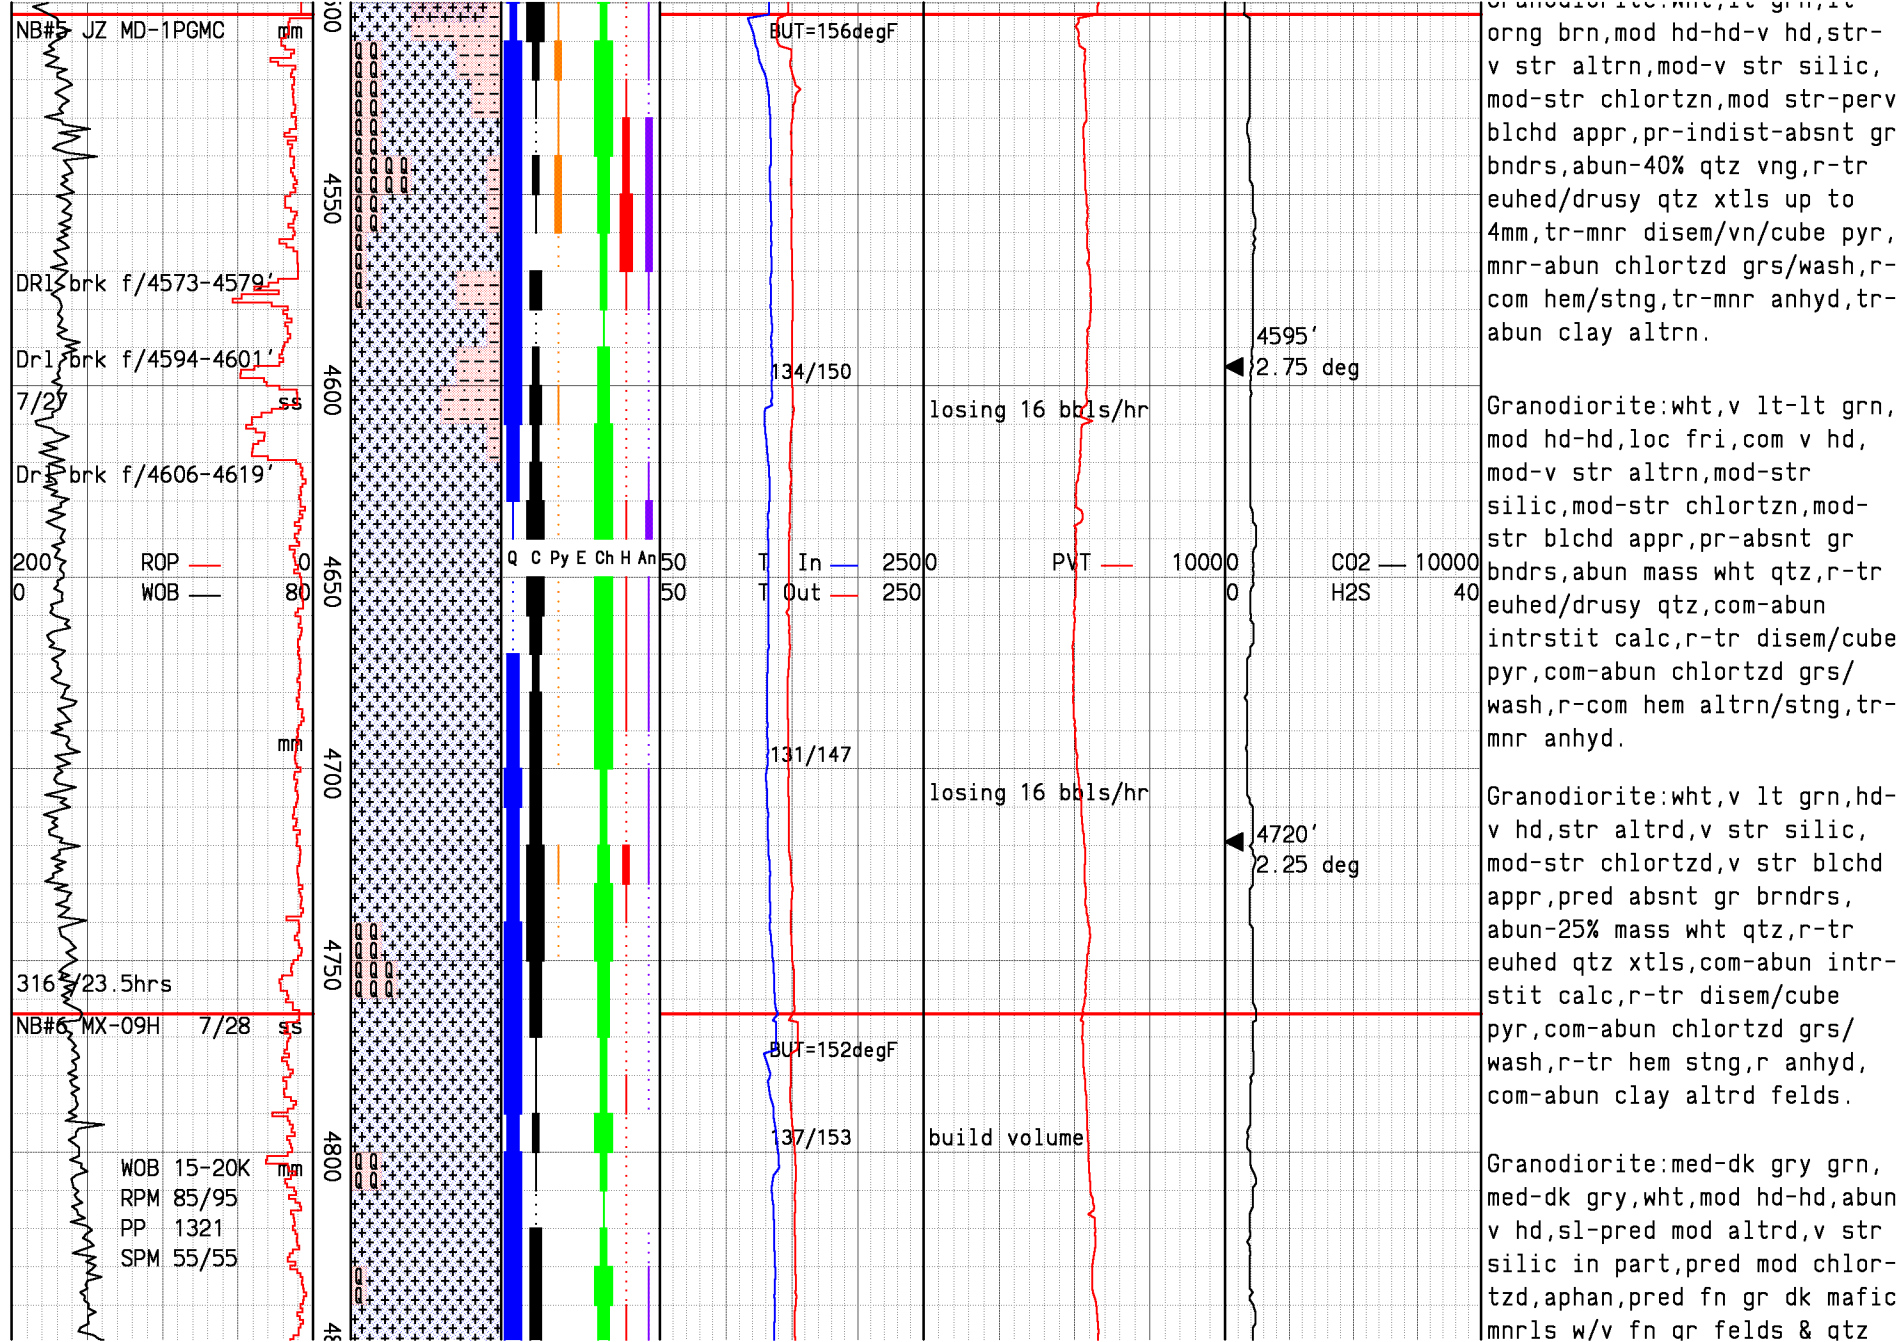 NB#5 JZ MD-1PGMC mm
DRl brk f/4573-4579'
Drl brk f/4594-4601'
7/27 ss
Drl brk f/4606-4619'
200 ROP 0
0 WOB 80
mm
316'/23.5hrs
NB#6 MX-09H 7/28 ss
WOB 15-20K mm
RPM 85/95
PP 1321
SPM 55/55
4550
4600
4650
4700
4750
4800
Q C Py E Ch H An
BUT=156degF
134/150
50 T In 250
50 T Out 250
131/147
BUT=152degF
137/153
losing 16 bbls/hr
0 PVT 1000
losing 16 bbls/hr
build volume
4595'
2.75 deg
0 CO2 10000
0 H2S 40
4720'
2.25 deg
Granodiorite:wht,lt grn,lt
orng brn,mod hd-hd-v hd,str-
v str altrn,mod-v str silic,
mod-str chlortzn,mod str-perv
blchd appr,pr-indist-absnt gr
bndrs,abun-40% qtz vng,r-tr
euhed/drusy qtz xtls up to
4mm,tr-mnr disem/vn/cube pyr,
mnr-abun chlortzd grs/wash,r-
com hem/stng,tr-mnr anhyd,tr-
abun clay altrn.
Granodiorite:wht,v lt-lt grn,
mod hd-hd,loc fri,com v hd,
mod-v str altrn,mod-str
silic,mod-str chlortzn,mod-
str blchd appr,pr-absnt gr
bndrs,abun mass wht qtz,r-tr
euhed/drusy qtz,com-abun
intrstit calc,r-tr disem/cube
pyr,com-abun chlortzd grs/
wash,r-com hem altrn/stng,tr-
mnr anhyd.
Granodiorite:wht,v lt grn,hd-
v hd,str altrd,v str silic,
mod-str chlortzd,v str blchd
appr,pred absnt gr brndrs,
abun-25% mass wht qtz,r-tr
euhed qtz xtls,com-abun intr-
stit calc,r-tr disem/cube
pyr,com-abun chlortzd grs/
wash,r-tr hem stng,r anhyd,
com-abun clay altrd felds.
Granodiorite:med-dk gry grn,
med-dk gry,wht,mod hd-hd,abun
v hd,sl-pred mod altrd,v str
silic in part,pred mod chlor-
tzd,aphan,pred fn gr dk mafic
mnrls w/v fn gr felds & qtz